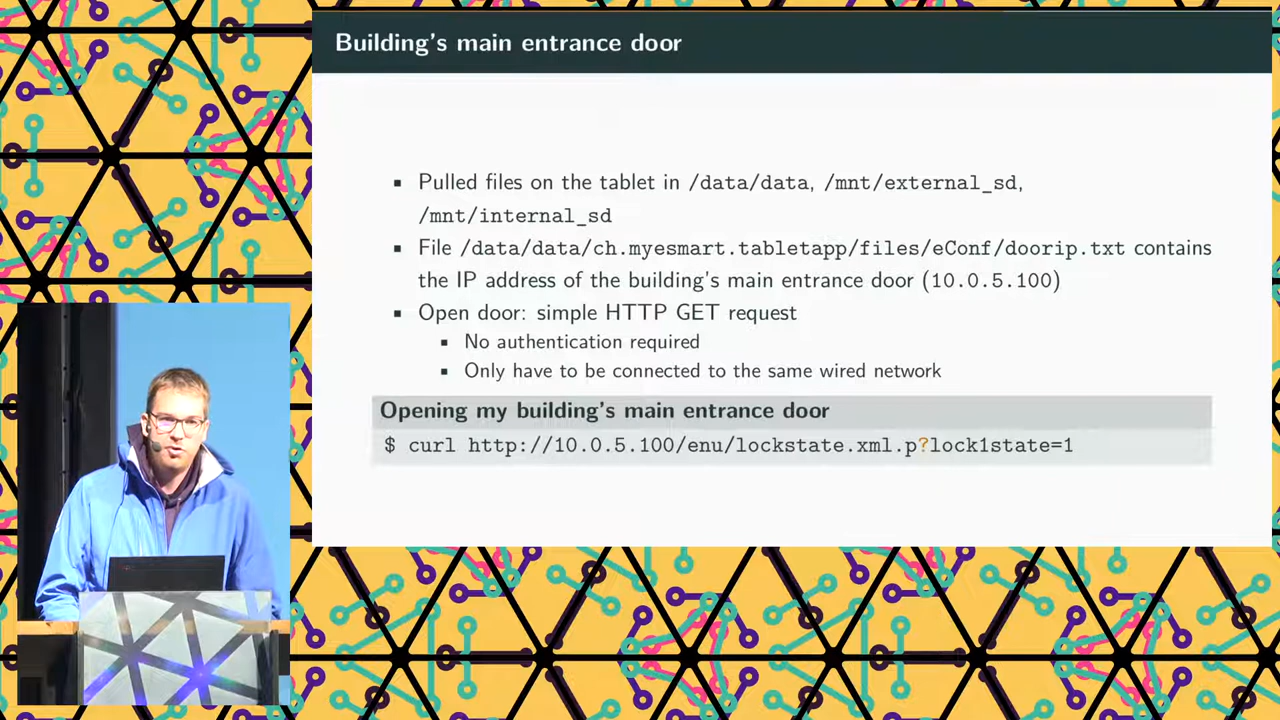 Building's main entrance door
▪ Pulled files on the tablet in /data/data, /mnt/external_sd,
/mnt/internal_sd
▪ File /data/data/ch.myesmart.tabletapp/files/eConf/doorip.txt contains
the IP address of the building's main entrance door (10.0.5.100)
▪ Open door: simple HTTP GET request
▪ No authentication required
▪ Only have to be connected to the same wired network
Opening my building's main entrance door
$ curl http://10.0.5.100/enu/lockstate.xml.p?lock1state=1